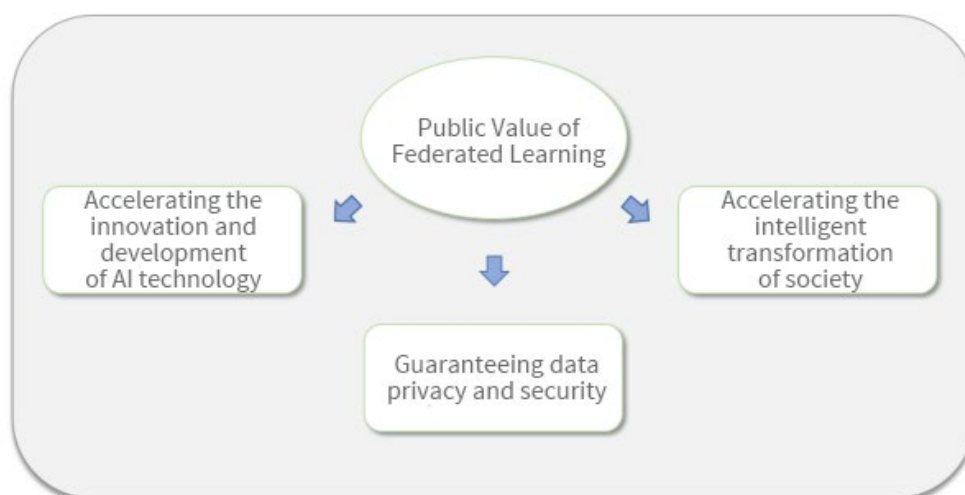 Public Value of
Federated Learning
Accelerating the
innovation and
development
of AI technology
Accelerating the
intelligent
transformation
of society
Guaranteeing data
privacy and security